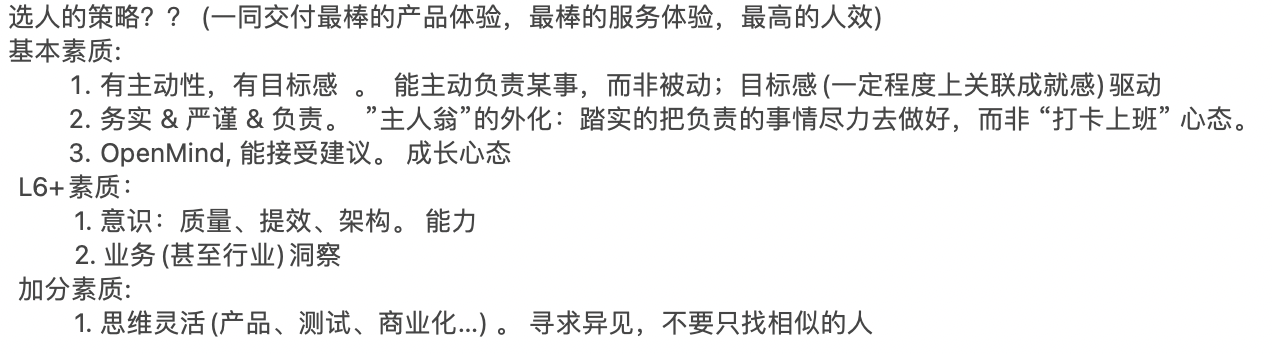 选人的策略？？ (一同交付最棒的产品体验，最棒的服务体验，最高的人效)
基本素质:
1. 有主动性，有目标感 。 能主动负责某事，而非被动；目标感(一定程度上关联成就感)驱动
2. 务实 & 严谨 & 负责。 ”主人翁”的外化：踏实的把负责的事情尽力去做好，而非 “打卡上班” 心态。
3. OpenMind, 能接受建议。 成长心态
L6+素质：
1. 意识：质量、提效、架构。 能力
2. 业务(甚至行业)洞察
加分素质:
1. 思维灵活(产品、测试、商业化...) 。 寻求异见，不要只找相似的人